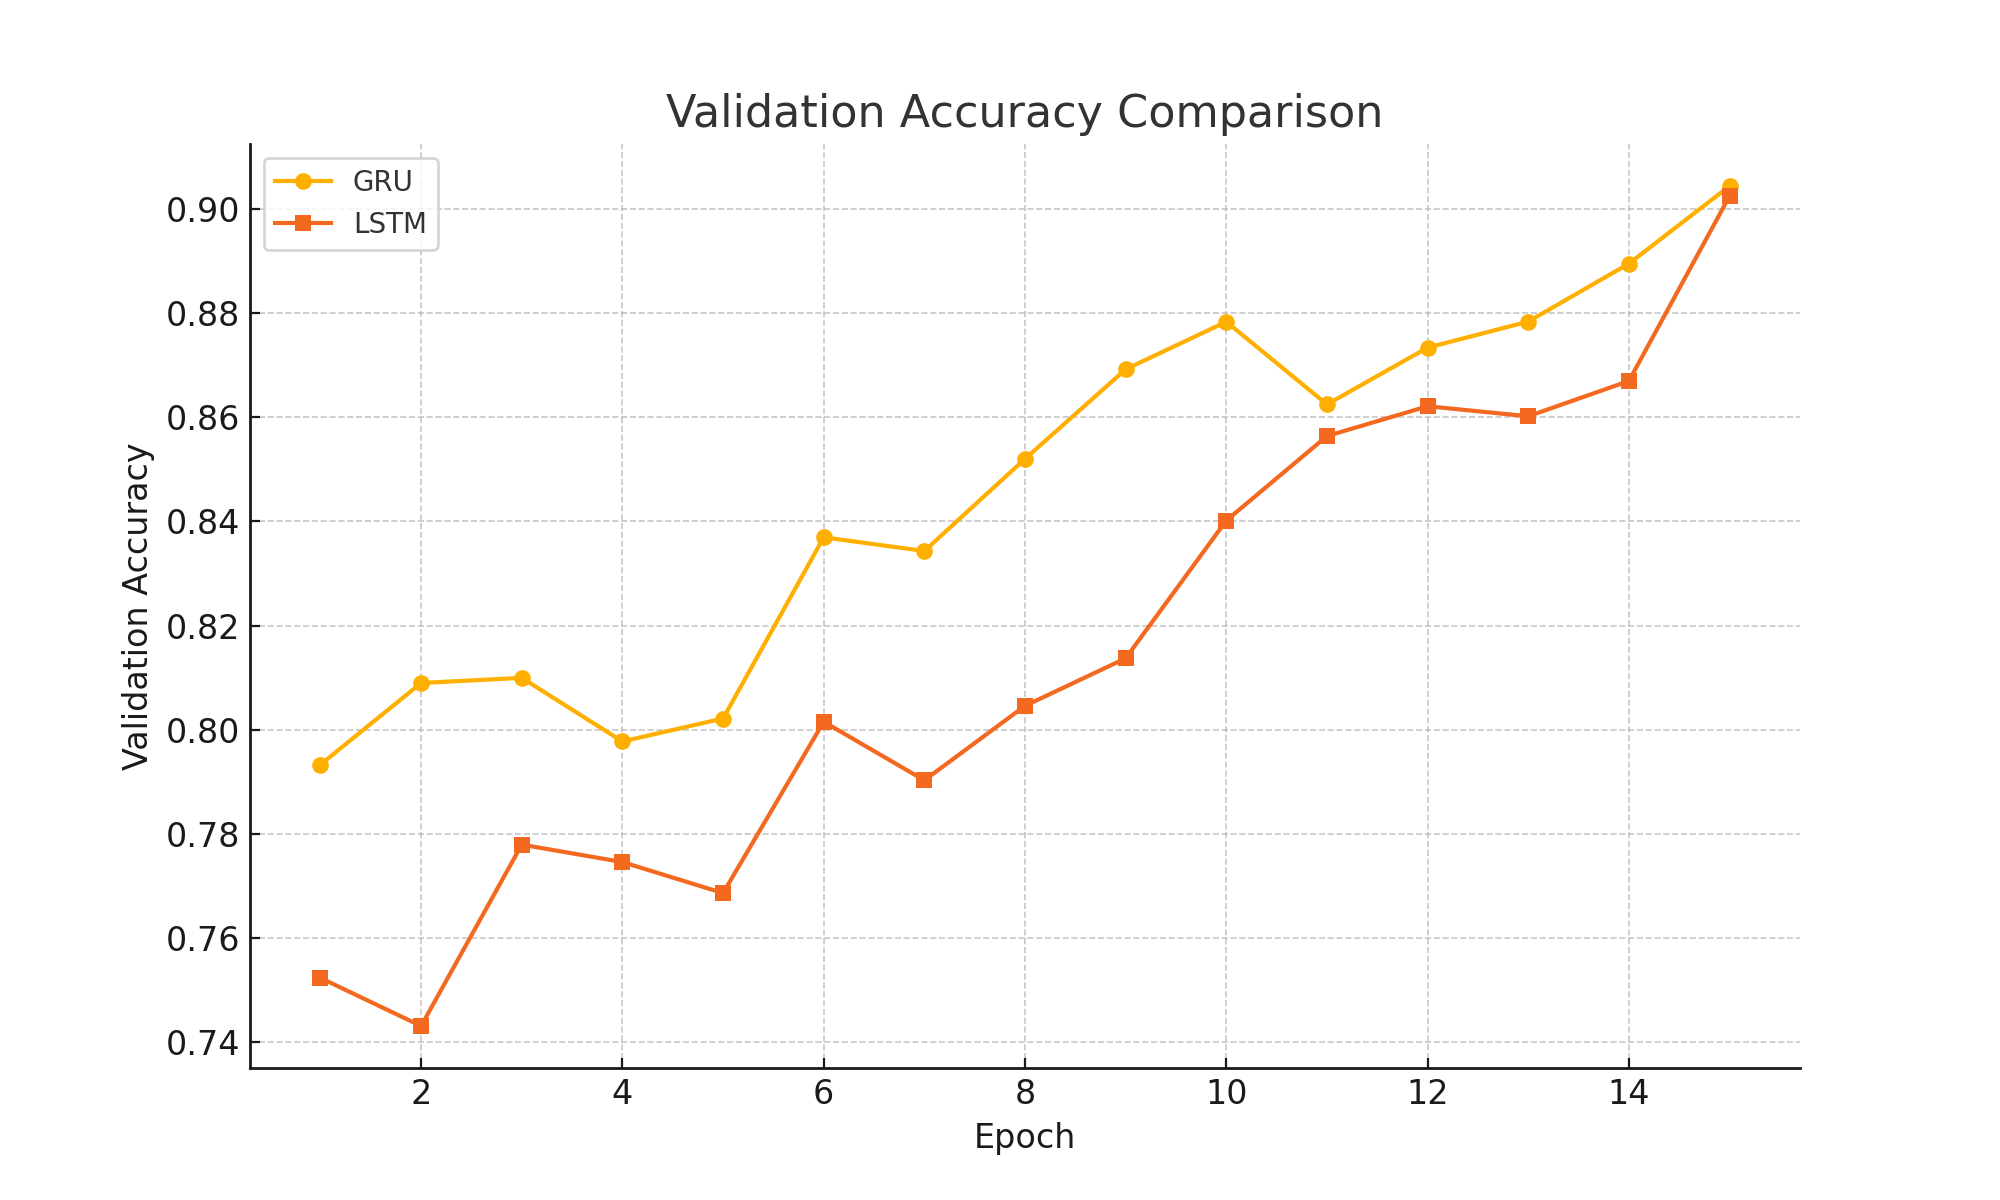 Validation Accuracy Comparison
GRU
LSTM
0.90
0.88
0.86
0.84
0.82
0.80
0.78
0.76
0.74
Validation Accuracy
2 4 6 8 10 12 14
Epoch